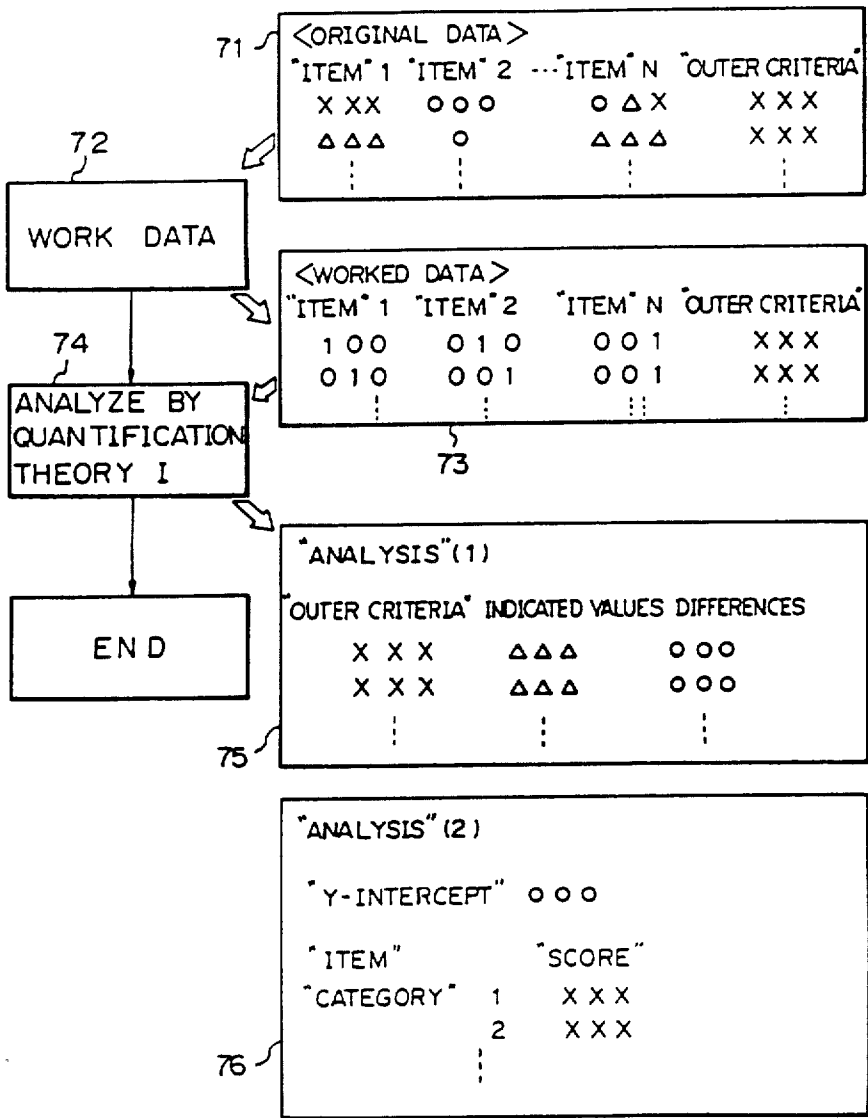 71
<ORIGINAL DATA>
"ITEM" 1 "ITEM" 2 ---"ITEM" N "OUTER CRITERIA"
X X X O O O O Δ X X X X
Δ Δ Δ O Δ Δ Δ X X X
72
WORK DATA
<WORKED DATA>
"ITEM" 1 "ITEM" 2 "ITEM" N "OUTER CRITERIA"
1 0 0 0 1 0 0 0 1 X X X
0 1 0 0 0 1 0 0 1 X X X
73
74
ANALYZE BY
QUANTIFICATION
THEORY I
"ANALYSIS"(1)
"OUTER CRITERIA" INDICATED VALUES DIFFERENCES
X X X Δ Δ Δ O O O
X X X Δ Δ Δ O O O
75
END
"ANALYSIS"(2)
"Y-INTERCEPT" O O O
"ITEM" "SCORE"
"CATEGORY" 1 X X X
2 X X X
76